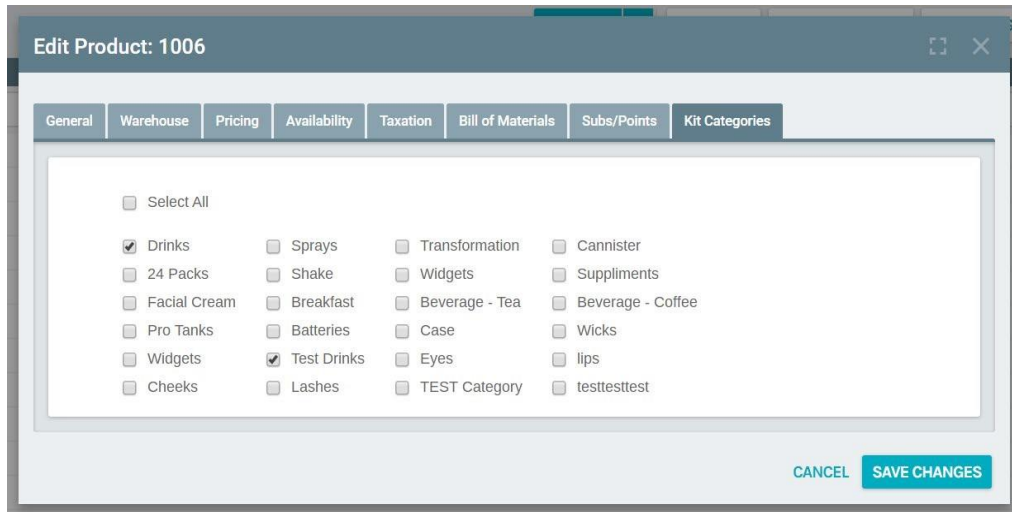 Edit Product: 1006
General Warehouse Pricing Availability Taxation Bill of Materials Subs/Points Kit Categories
Select All
Drinks Sprays Transformation Cannister
24 Packs Shake Widgets Suppliments
Facial Cream Breakfast Beverage - Tea Beverage - Coffee
Pro Tanks Batteries Case Wicks
Widgets Test Drinks Eyes lips
Cheeks Lashes TEST Category testtesttest
CANCEL SAVE CHANGES